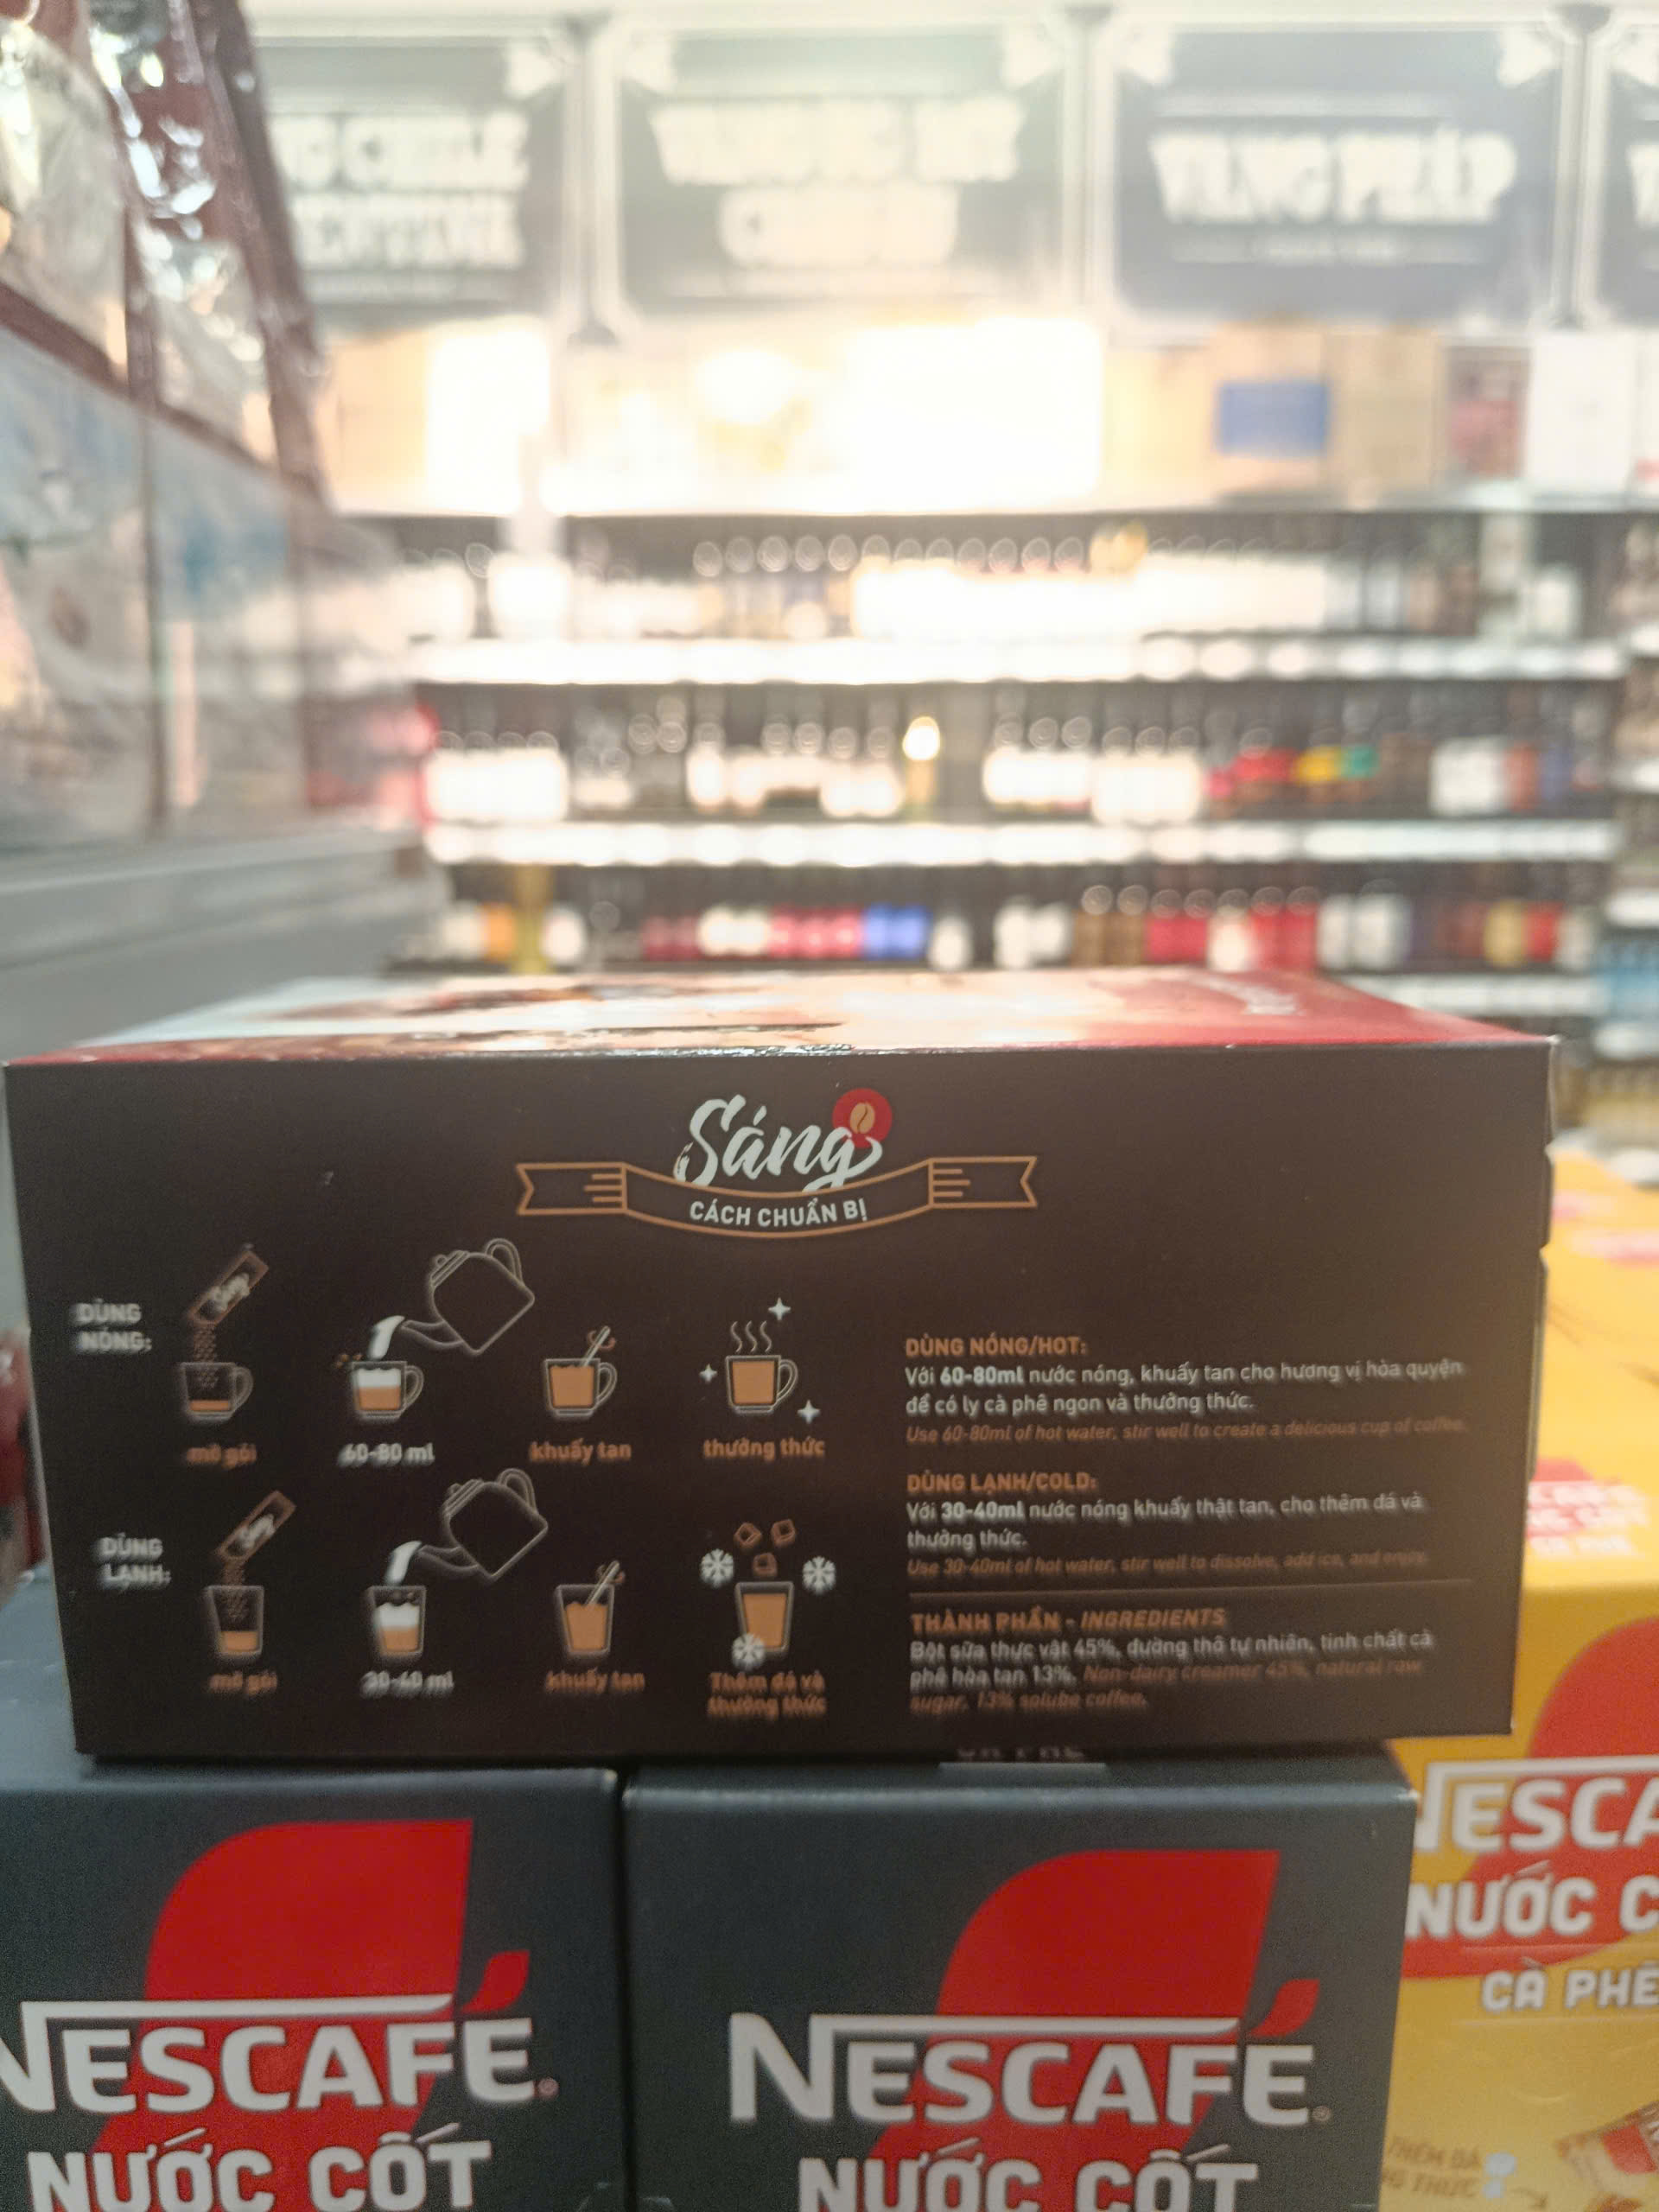 VANG PHÁP
Sáng
CÁCH CHUẨN BỊ
DÙNG
NÓNG:
mở gói
60-80 ml
khuấy tan
thưởng thức
DÙNG
LẠNH:
mở gói
30-40 ml
khuấy tan
Thêm đá và
thưởng thức
DÙNG NÓNG/HOT:
Với 60-80ml nước nóng, khuấy tan cho hương vị hòa quyện
để có ly cà phê ngon và thưởng thức.
Use 60-80ml of hot water, stir well to create a delicious cup of coffee.
DÙNG LẠNH/COLD:
Với 30-40ml nước nóng khuấy thật tan, cho thêm đá và
thưởng thức.
Use 30-40ml of hot water, stir well to dissolve, add ice, and enjoy.
THÀNH PHẦN - INGREDIENTS
Bột sữa thực vật 45%, đường thô tự nhiên, tinh chất cà
phê hòa tan 13%. Non-dairy creamer 45%, natural raw
sugar, 13% soluble coffee.
NESCAFÉ
NƯỚC CỐT
NESCAFÉ
NƯỚC CỐT
NESCA
NƯỚC C
CÀ PHÊ
THÊM ĐÁ